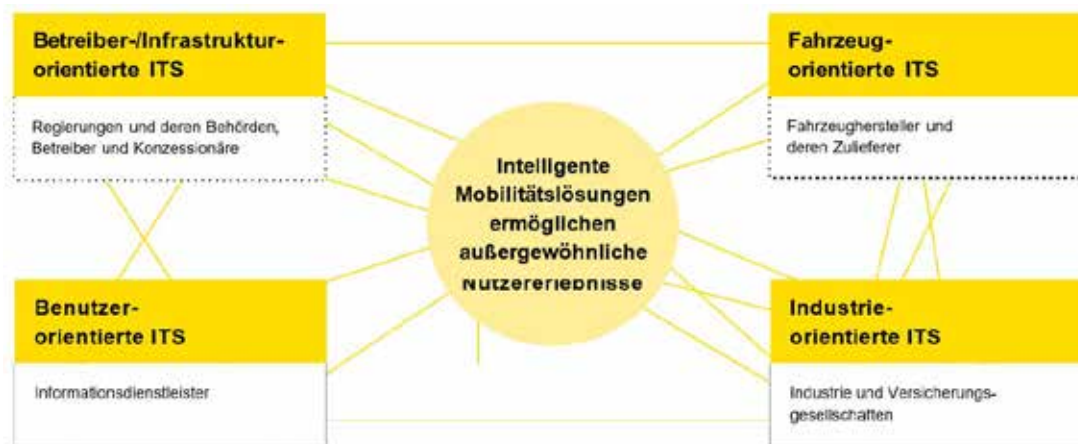 Betreiber-/Infrastruktur-
orientierte ITS
Regierungen und deren Behörden,
Betreiber und Konzessionäre
Fahrzeug-
orientierte ITS
Fahrzeughersteller und
deren Zulieferer
Intelligente
Mobilitätslösungen
ermöglichen
außergewöhnliche
Nutzererlebnisse
Benutzer-
orientierte ITS
Informationsdienstleister
Industrie-
orientierte ITS
Industrie und Versicherungs-
gesellschaften